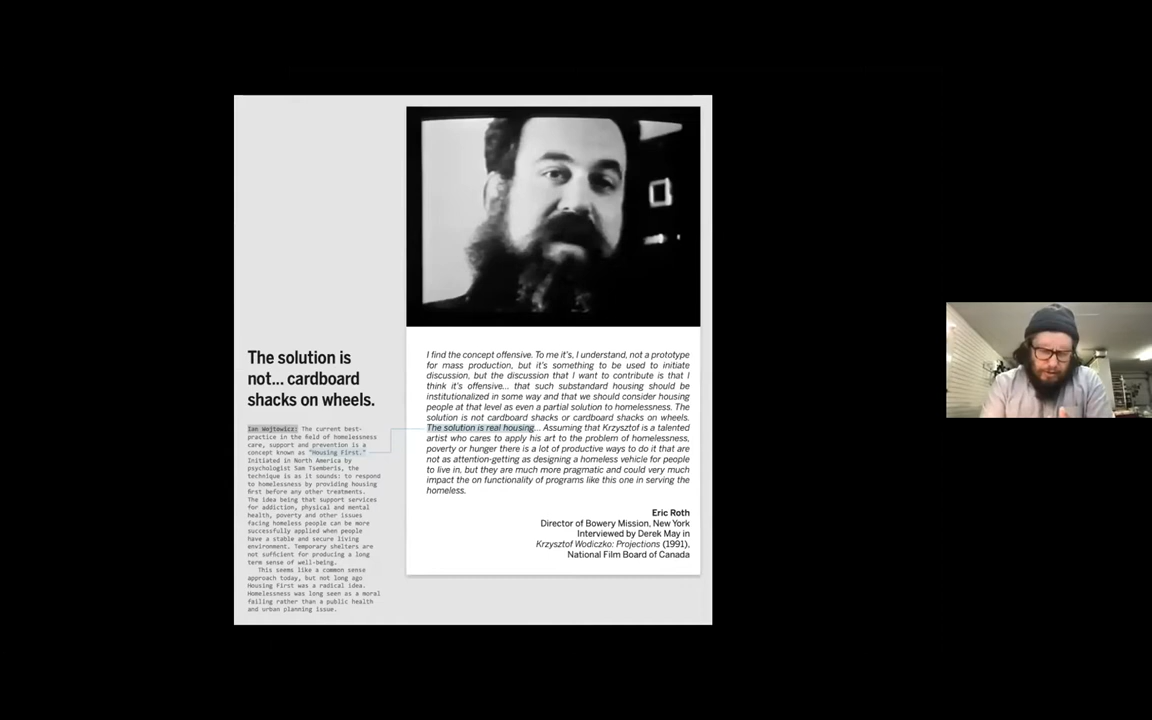 The solution is
not... cardboard
shacks on wheels.
Ian Wojtowicz: The current best-
practice in the field of homelessness
care, support and prevention is a
concept known as "Housing First."
Initiated in North America by
psychologist Sam Tsemberis, the
technique is as it sounds: to respond
to homelessness by providing housing
first before any other treatments.
The idea being that support services
for addiction, physical and mental
health, poverty and other issues
facing homeless people can be more
successfully applied when people
have a stable and secure living
environment. Temporary shelters are
not sufficient for producing a long
term sense of well-being.
This seems like a common sense
approach today, but not long ago
Housing First was a radical idea.
Homelessness was long seen as a moral
failing rather than a public health
and urban planning issue.
I find the concept offensive. To me it's, I understand, not a prototype
for mass production, but it's something to be used to initiate
discussion, but the discussion that I want to contribute is that I
think it's offensive... that such substandard housing should be
institutionalized in some way and that we should consider housing
people at that level as even a partial solution to homelessness. The
solution is not cardboard shacks or cardboard shacks on wheels.
The solution is real housing... Assuming that Krzysztof is a talented
artist who cares to apply his art to the problem of homelessness,
poverty or hunger there is a lot of productive ways to do it that are
not as attention-getting as designing a homeless vehicle for people
to live in, but they are much more pragmatic and could very much
impact the on functionality of programs like this one in serving the
homeless.
Eric Roth
Director of Bowery Mission, New York
Interviewed by Derek May in
Krzysztof Wodiczko: Projections (1991),
National Film Board of Canada